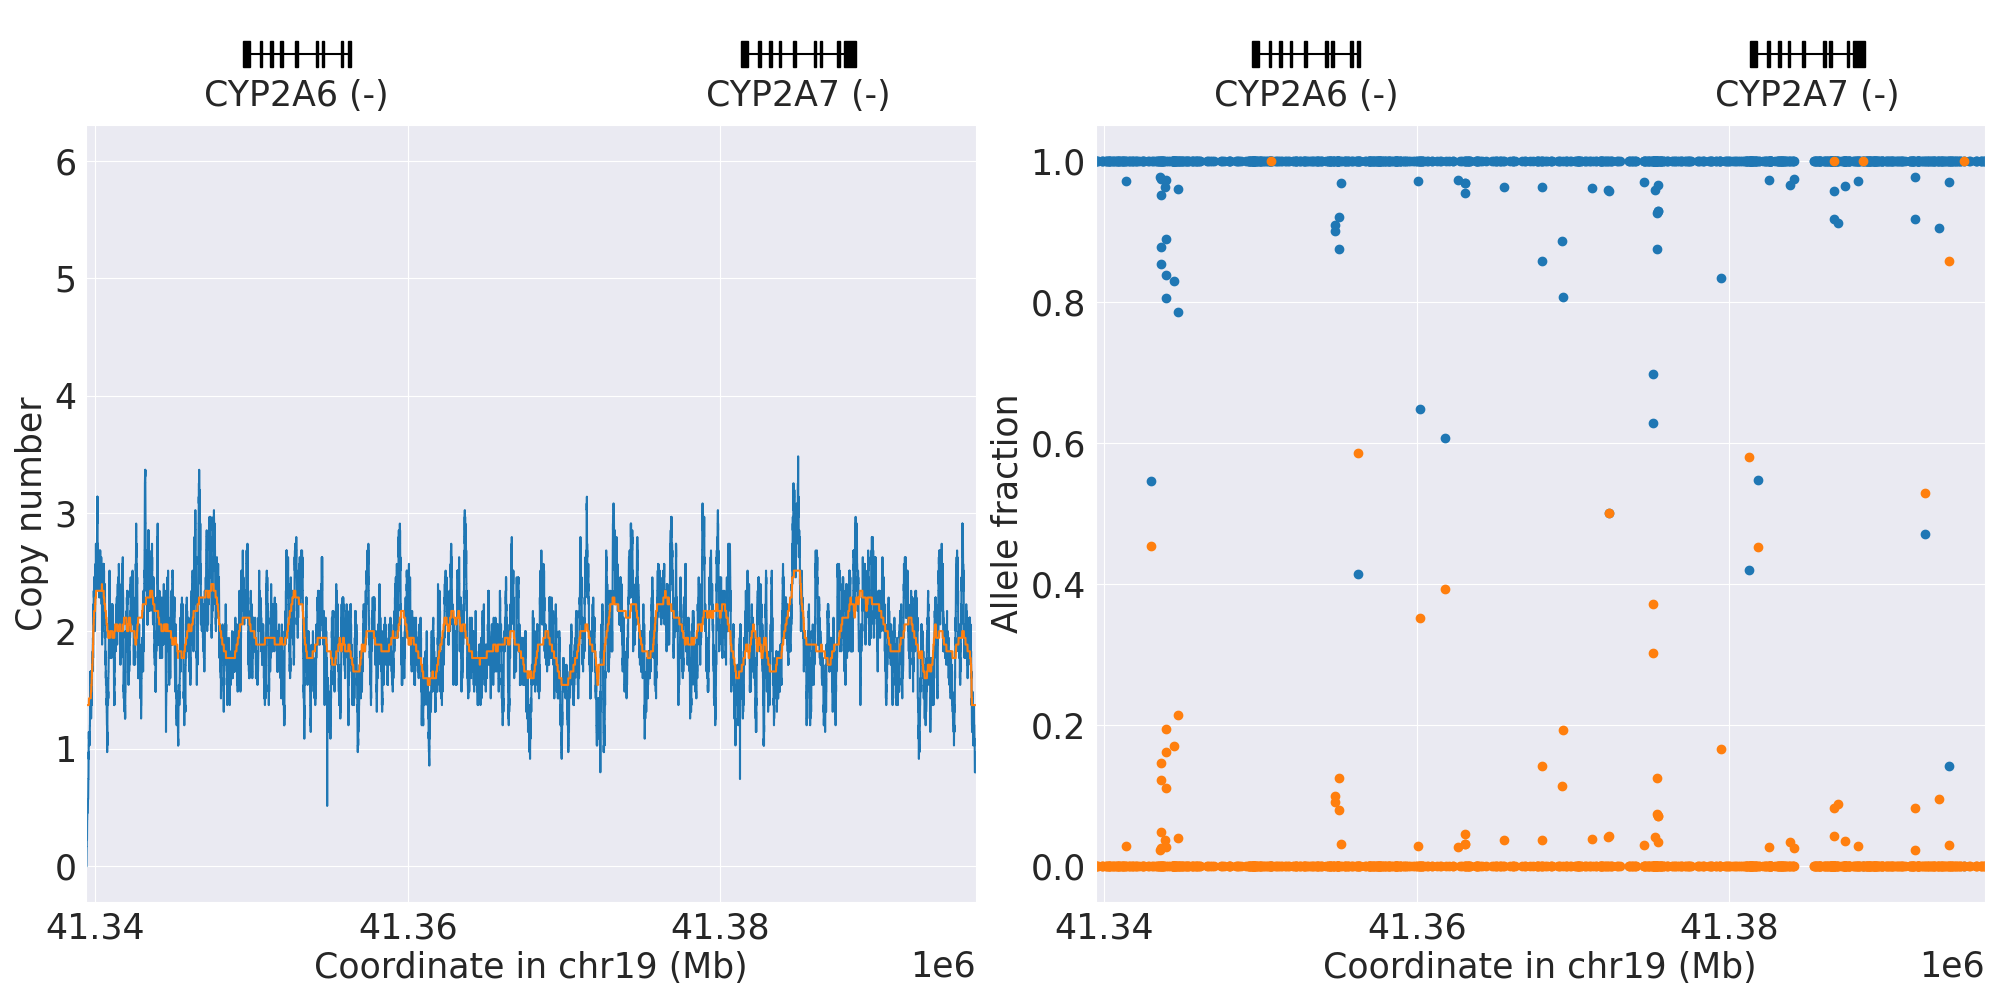 CYP2A6 (-) CYP2A7 (-)
6
5
4
3
2
1
0
Copy number
41.34 41.36 41.38
Coordinate in chr19 (Mb) 1e6
CYP2A6 (-) CYP2A7 (-)
1.0
0.8
0.6
0.4
0.2
0.0
Allele fraction
41.34 41.36 41.38
Coordinate in chr19 (Mb) 1e6